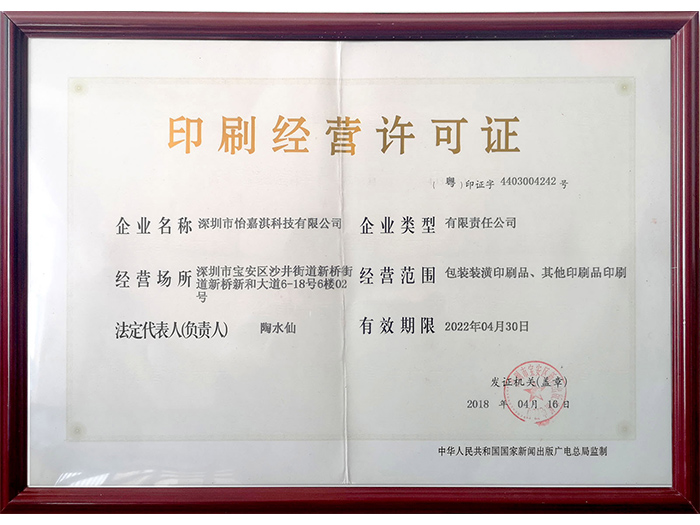 印刷经营许可证
（粤）印证字 4403004242 号
企业名称 深圳市怡嘉淇科技有限公司
企业类型 有限责任公司
经营场所 深圳市宝安区沙井街道新桥街
道新桥新和大道6-18号6楼02
号
经营范围 包装装潢印刷品、其他印刷品印刷
法定代表人(负责人) 陶水仙
有效期限 2022年04月30日
发证机关(盖章)
2018 年 04月 16日
中华人民共和国国家新闻出版广电总局监制